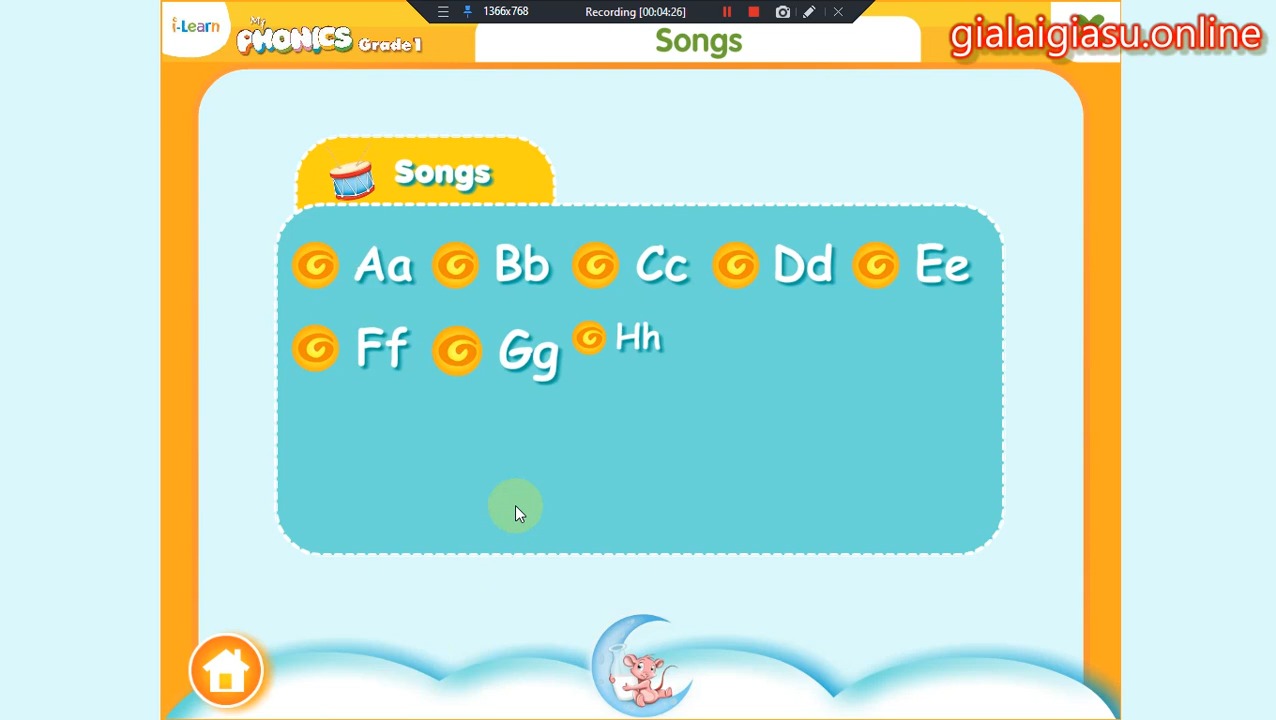 i-Learn
My
PHONICS Grade 1
1366x768
Recording [00:04:26]
Songs
gialaigiasu.online
Songs
Aa Bb Cc Dd Ee
Ff Gg Hh